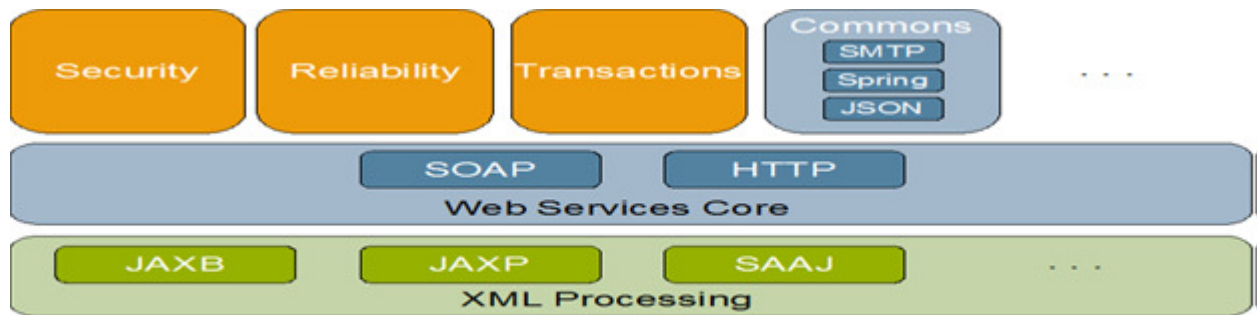 Security
Reliability
Transactions
Commons
SMTP
Spring
JSON
. . .
SOAP
HTTP
Web Services Core
JAXB
JAXP
SAAJ
. . .
XML Processing